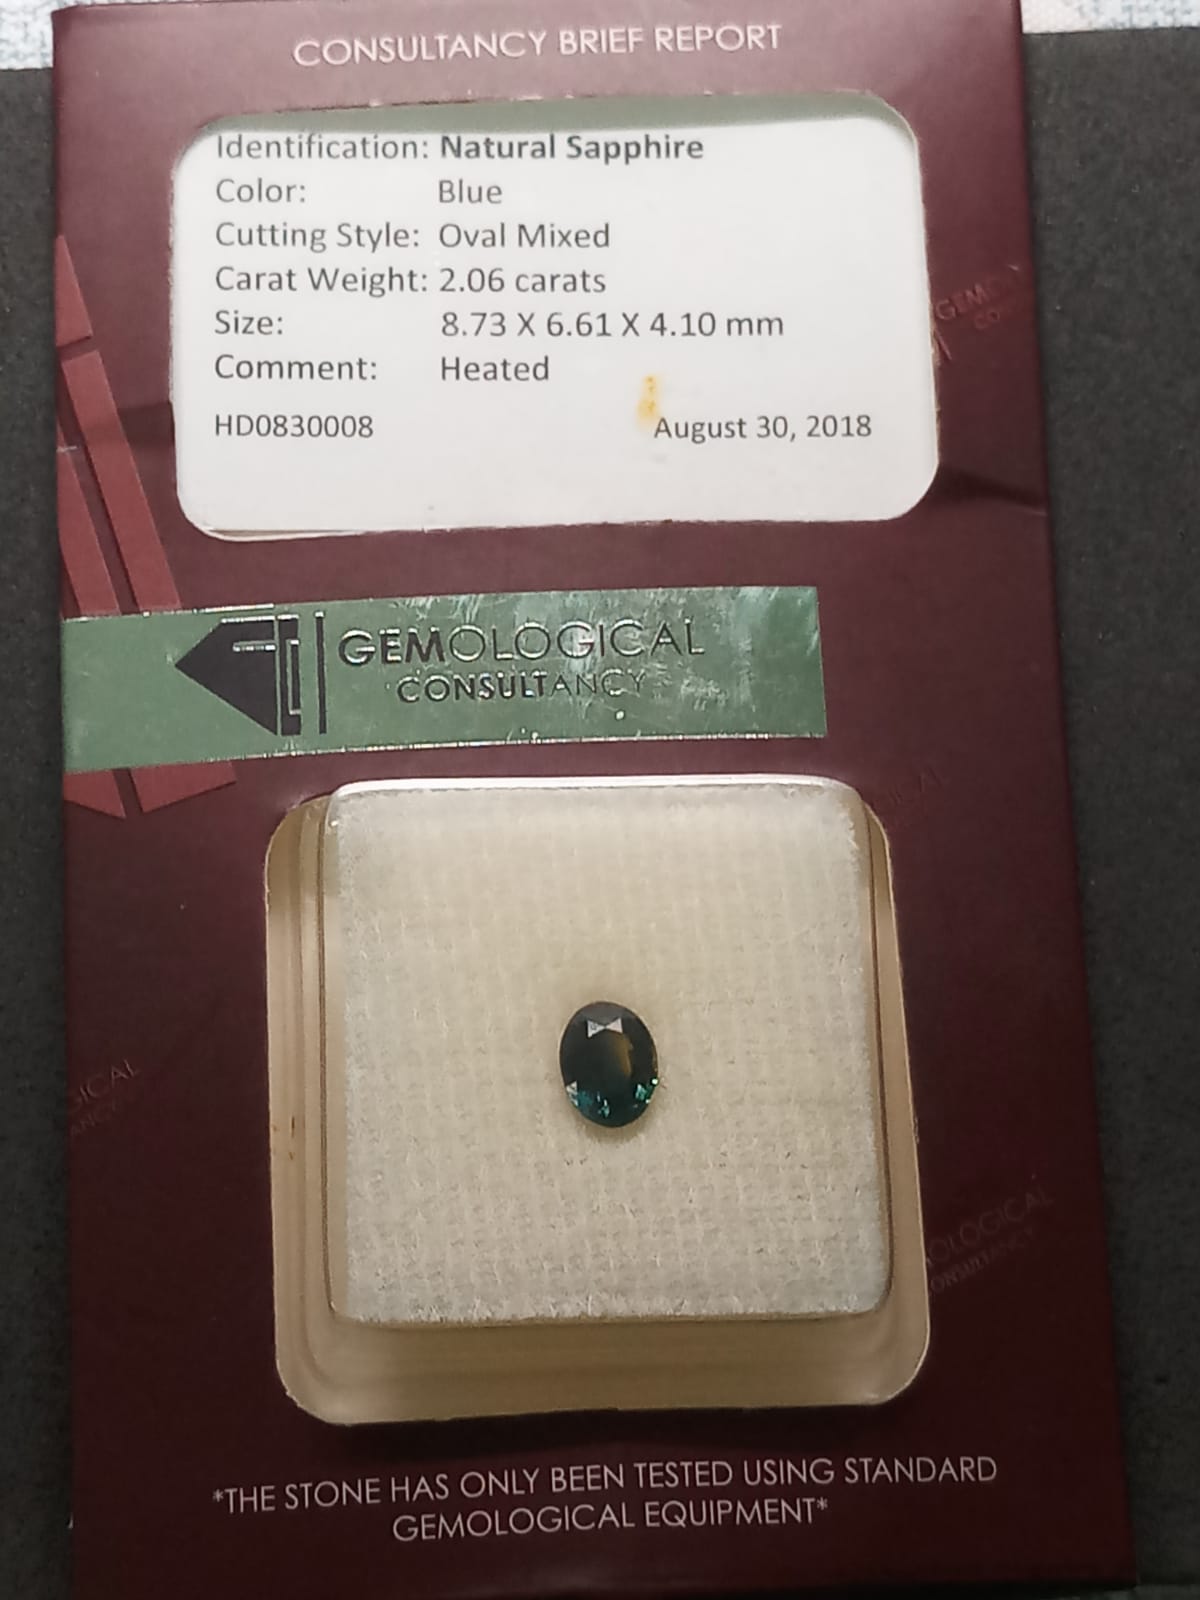 CONSULTANCY BRIEF REPORT
Identification: Natural Sapphire
Color: Blue
Cutting Style: Oval Mixed
Carat Weight: 2.06 carats
Size: 8.73 X 6.61 X 4.10 mm
Comment: Heated
HD0830008 August 30, 2018
GEMOLOGICAL
CONSULTANCY
OLOGICAL
ONSULTANCY
*THE STONE HAS ONLY BEEN TESTED USING STANDARD
GEMOLOGICAL EQUIPMENT*